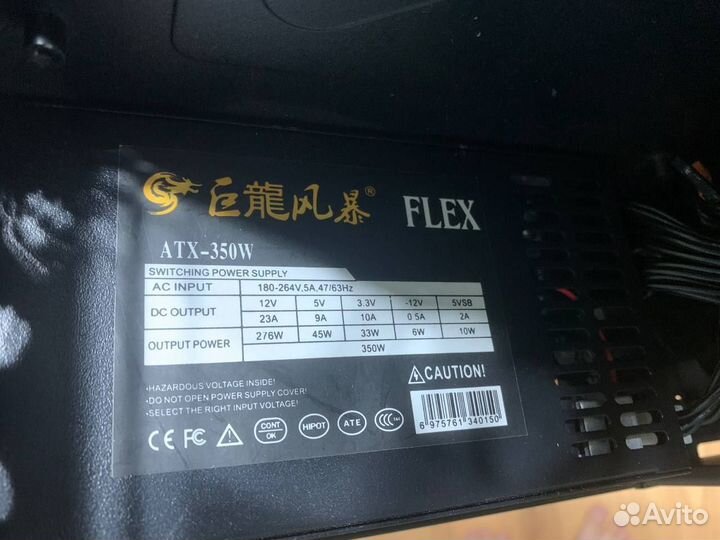 巨龍风暴® FLEX
ATX-350W
SWITCHING POWER SUPPLY
AC INPUT 180-264V,5A,47/63Hz
DC OUTPUT 12V 5V 3.3V -12V 5VSB
23A 9A 10A 0.5A 2A
OUTPUT POWER 276W 45W 33W 6W 10W
350W
⚠CAUTION!
·HAZARDOUS VOLTAGE INSIDE!
·DO NOT OPEN POWER SUPPLY COVER!
·SELECT THE RIGHT INPUT VOLTAGE!
CE FC CONT OK HIPOT ATE CCC
6 975761 340150
Avito